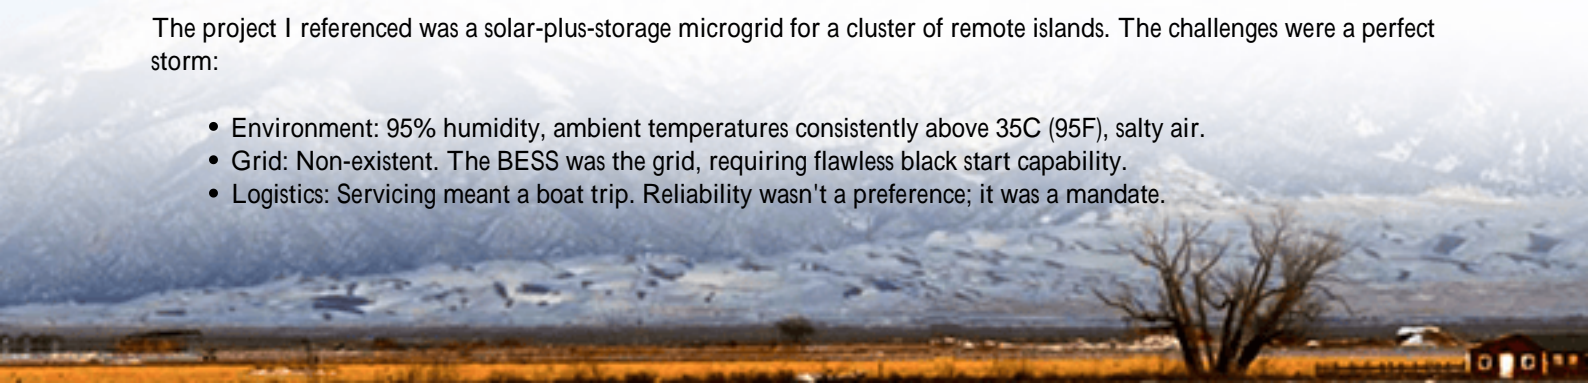 The project I referenced was a solar-plus-storage microgrid for a cluster of remote islands. The challenges were a perfect
storm:
• Environment: 95% humidity, ambient temperatures consistently above 35C (95F), salty air.
• Grid: Non-existent. The BESS was the grid, requiring flawless black start capability.
• Logistics: Servicing meant a boat trip. Reliability wasn't a preference; it was a mandate.